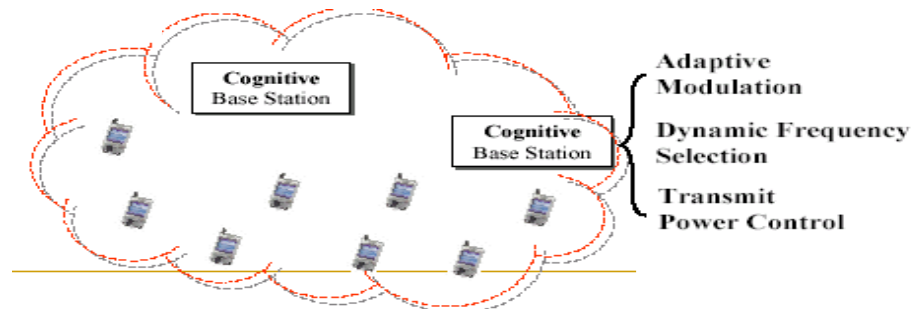 Cognitive
Base Station
Cognitive
Base Station
Adaptive
Modulation
Dynamic Frequency
Selection
Transmit
Power Control